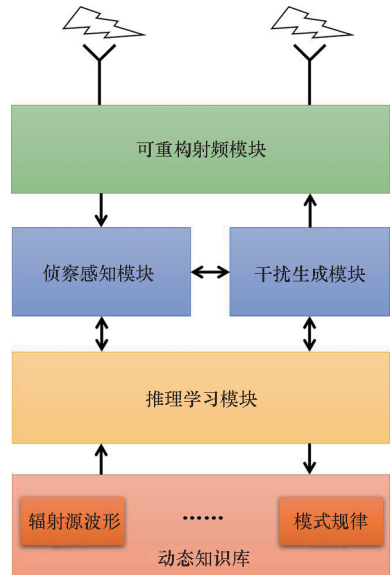 可重构射频模块
侦察感知模块
干扰生成模块
推理学习模块
辐射源波形
……
模式规律
动态知识库